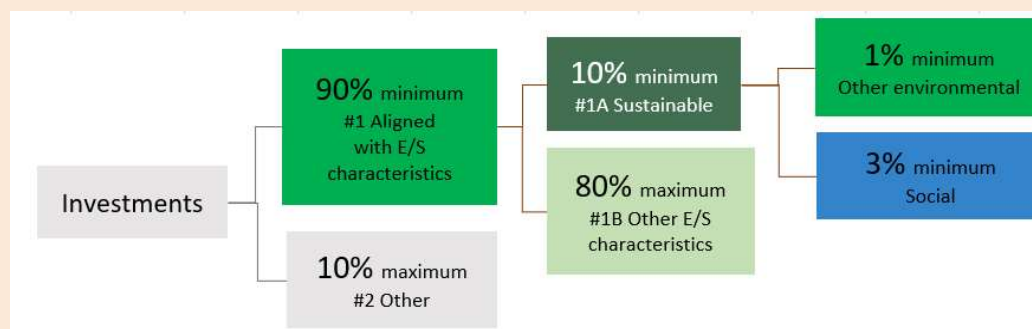 Investments
90% minimum
#1 Aligned
with E/S
characteristics
10% maximum
#2 Other
10% minimum
#1A Sustainable
80% maximum
#1B Other E/S
characteristics
1% minimum
Other environmental
3% minimum
Social